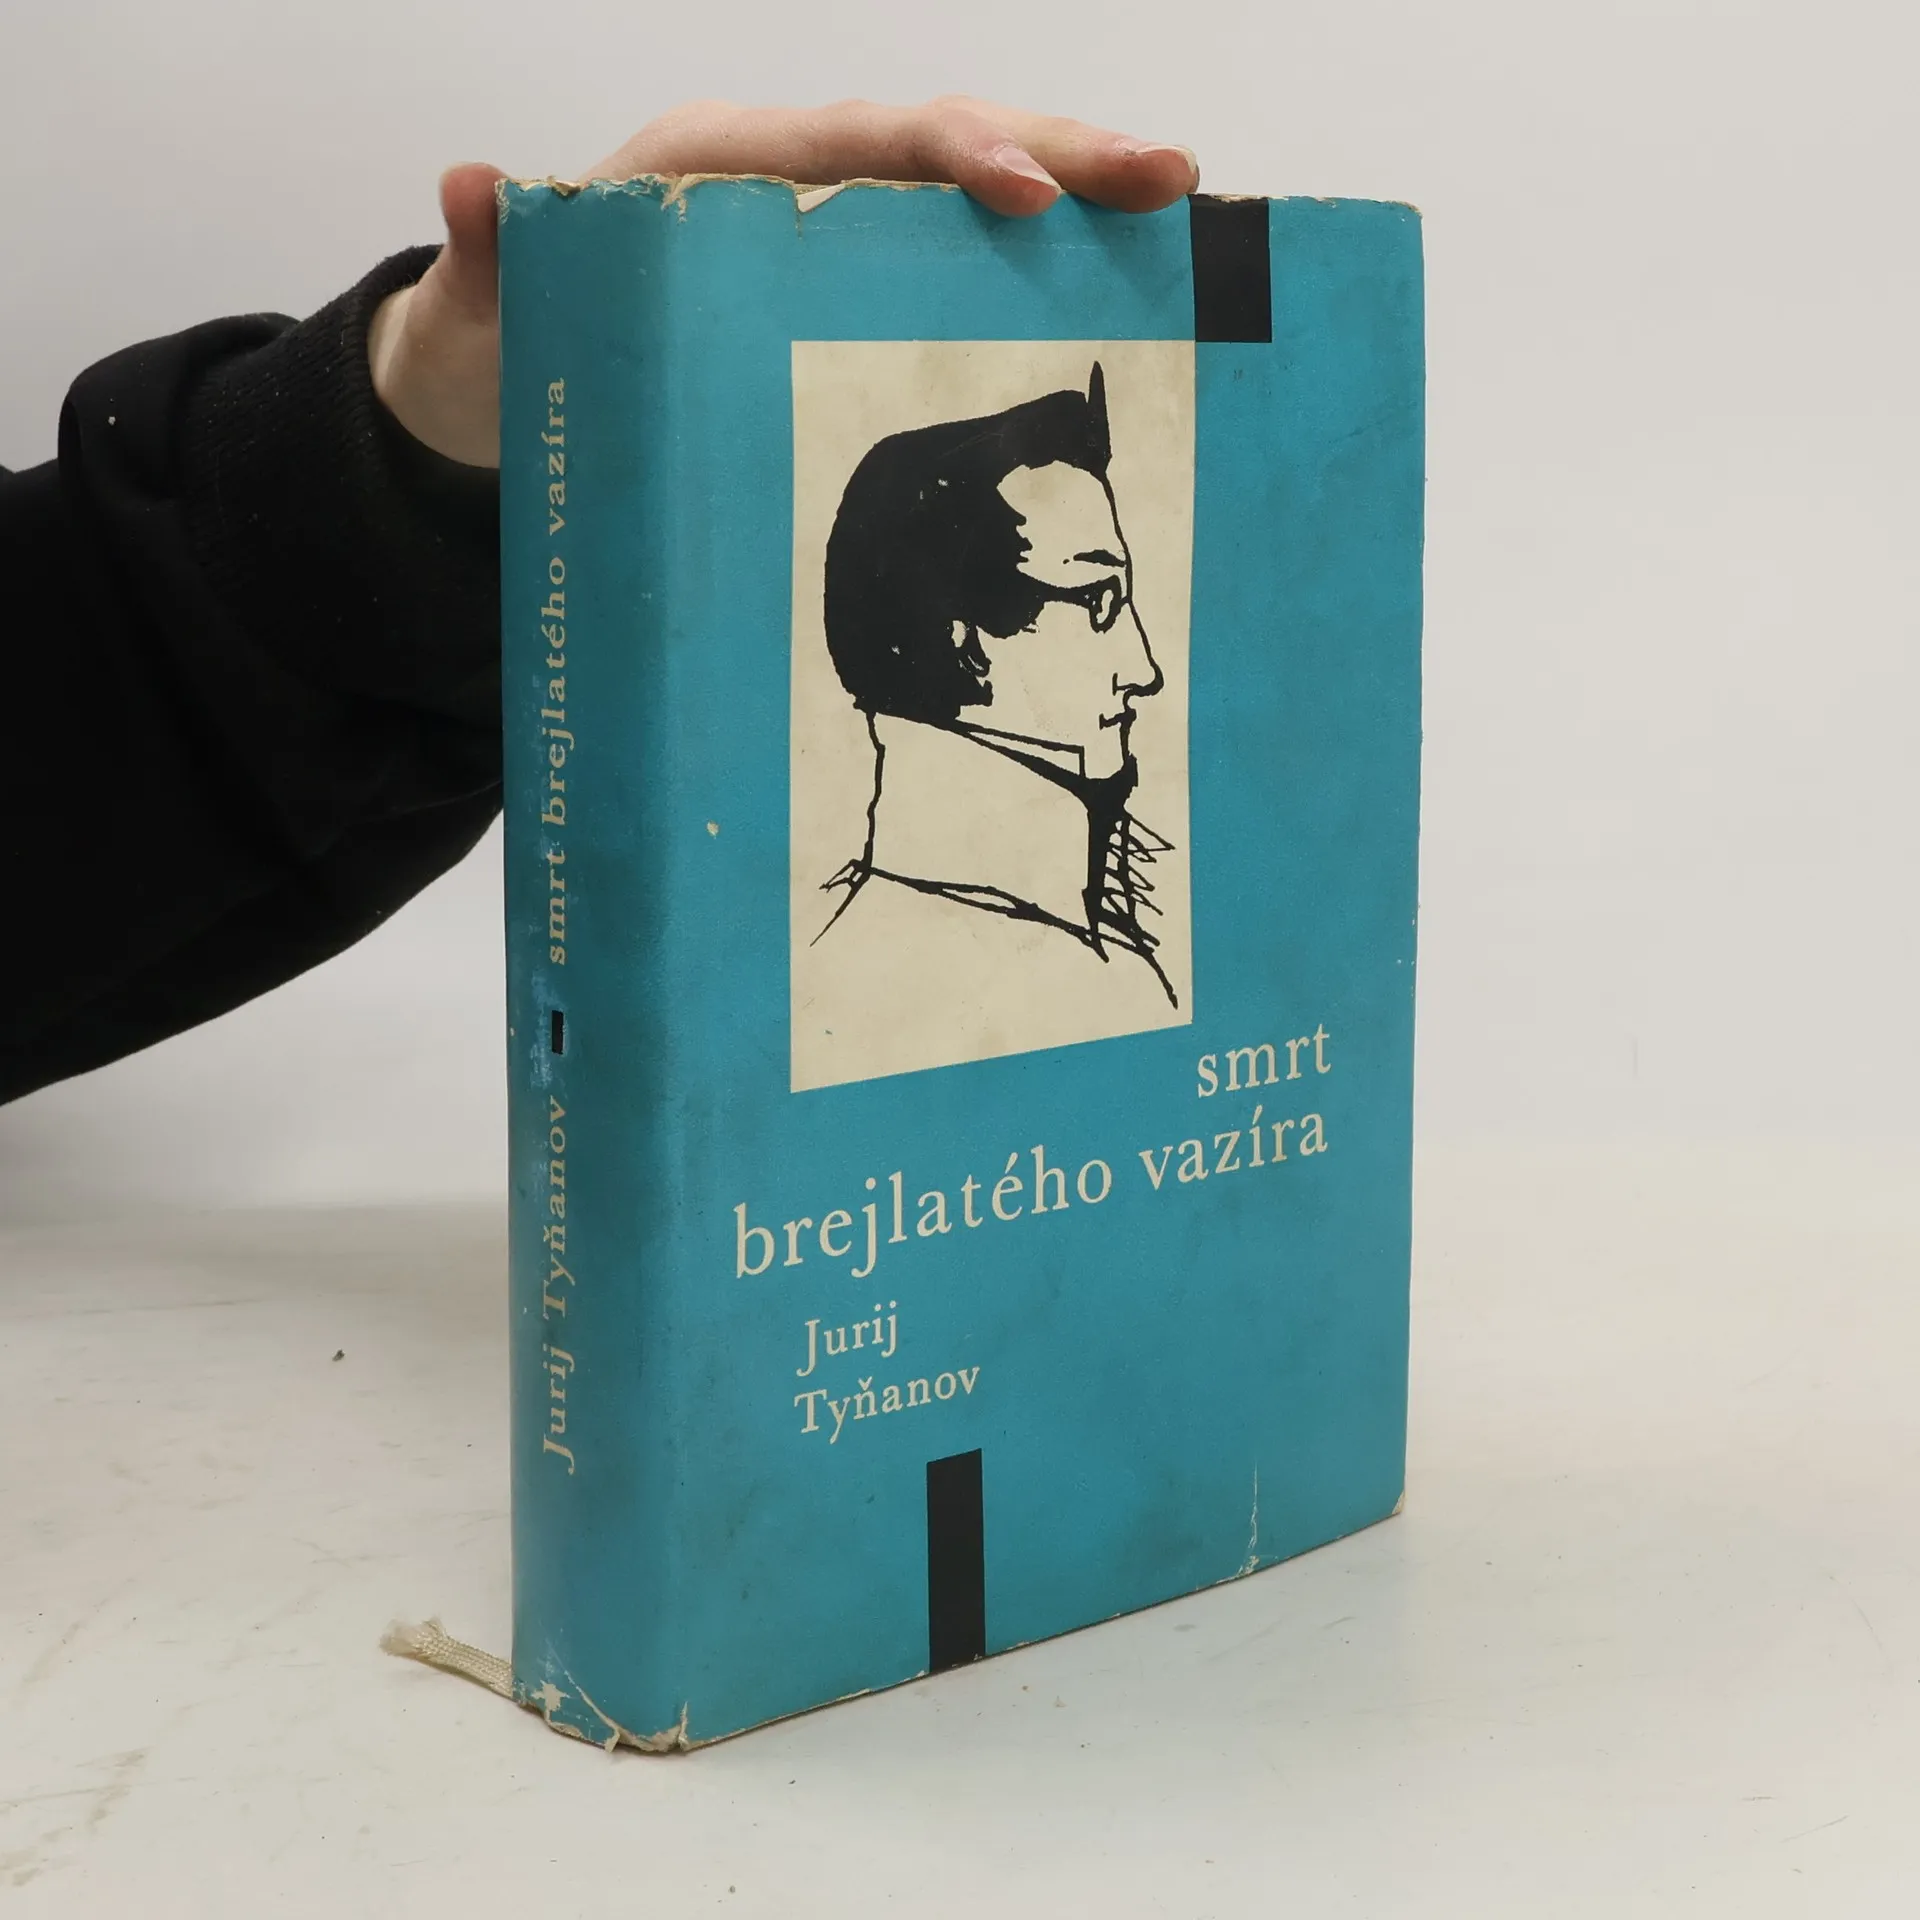 Jurij Tyňanov smrt brejlatého vazíra
smrt
brejlatého vazíra
Jurij
Tyňanov